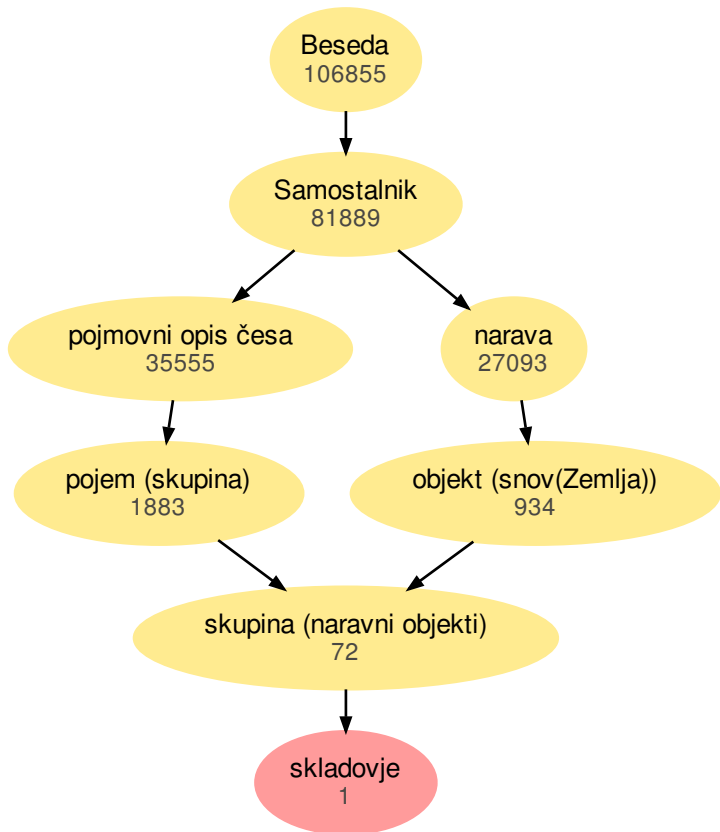 Beseda
106855
Samostalnik
81889
pojmovni opis česa
35555
narava
27093
pojem (skupina)
1883
objekt (snov(Zemlja))
934
skupina (naravni objekti)
72
skladovje
1